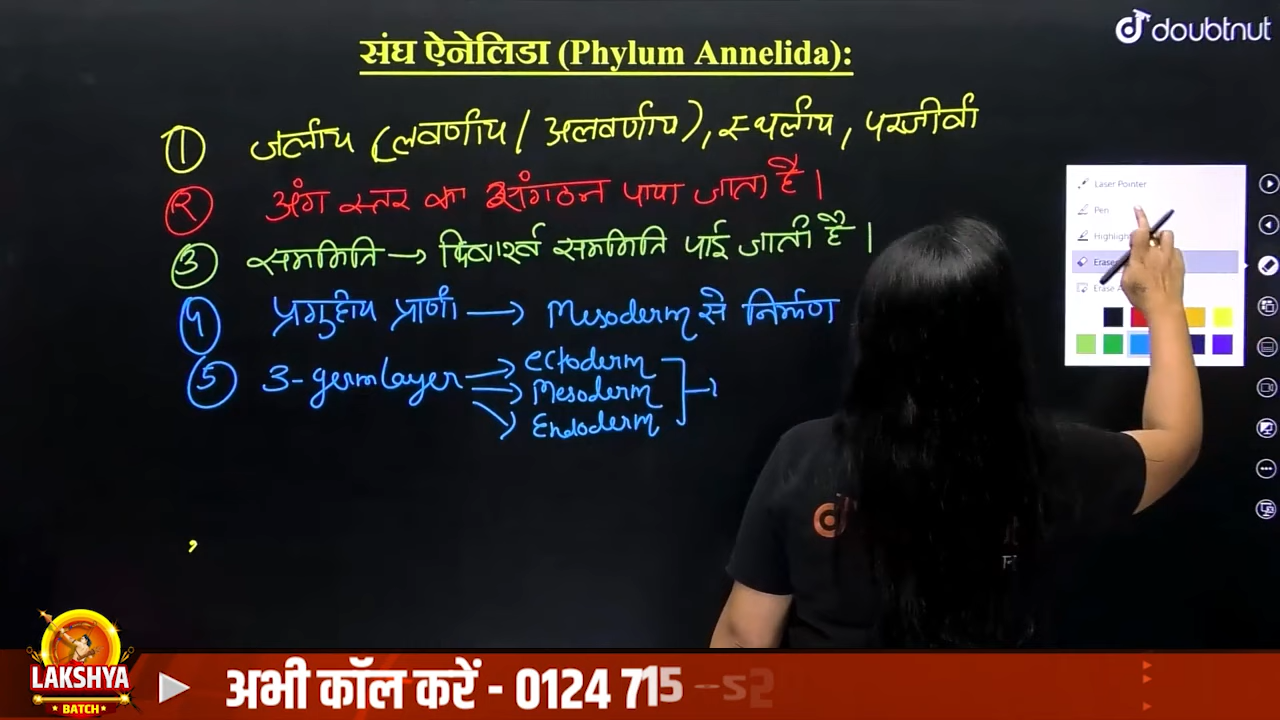 doubtnut
संघ ऐनेलिडा (Phylum Annelida):
① जलीय (लवणीय / अलवणीय), स्थलीय, परजीवी
② अंग स्तर का संगठन पाया जाता है।
③ सममिति → द्विपार्श्व सममिति पाई जाती है।
④ प्रगुहीय प्राणी → Mesoderm से निर्माण
⑤ 3-germlayer → Ectoderm
→ Mesoderm
→ Endoderm
Laser Pointer
Pen
LAKSHYA
BATCH
अभी कॉल करें - 0124 715